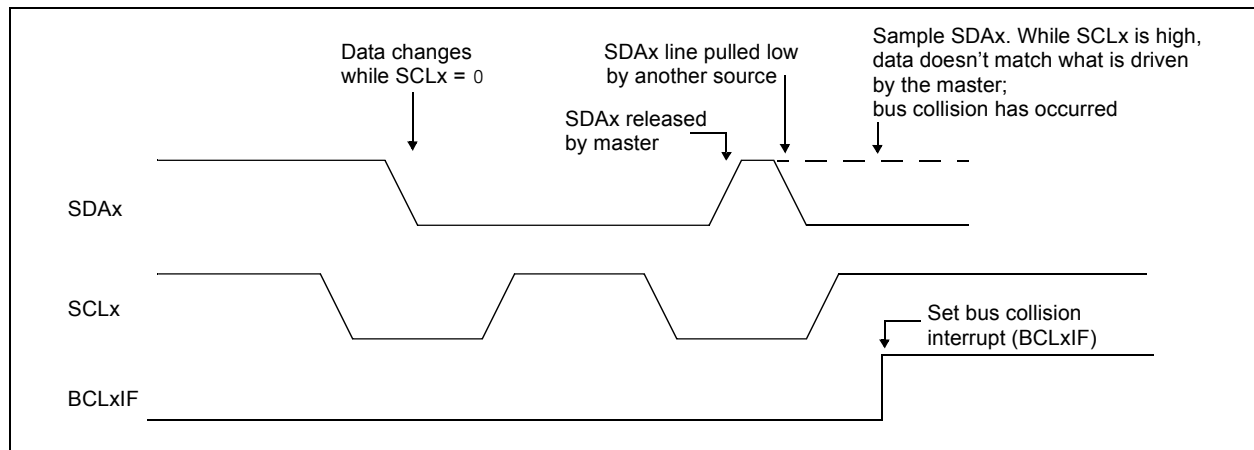 Data changes
while SCLx = 0
SDAx line pulled low
by another source
SDAx released
by master
Sample SDAx. While SCLx is high,
data doesn’t match what is driven
by the master;
bus collision has occurred
SDAx
SCLx
Set bus collision
interrupt (BCLxIF)
BCLxIF